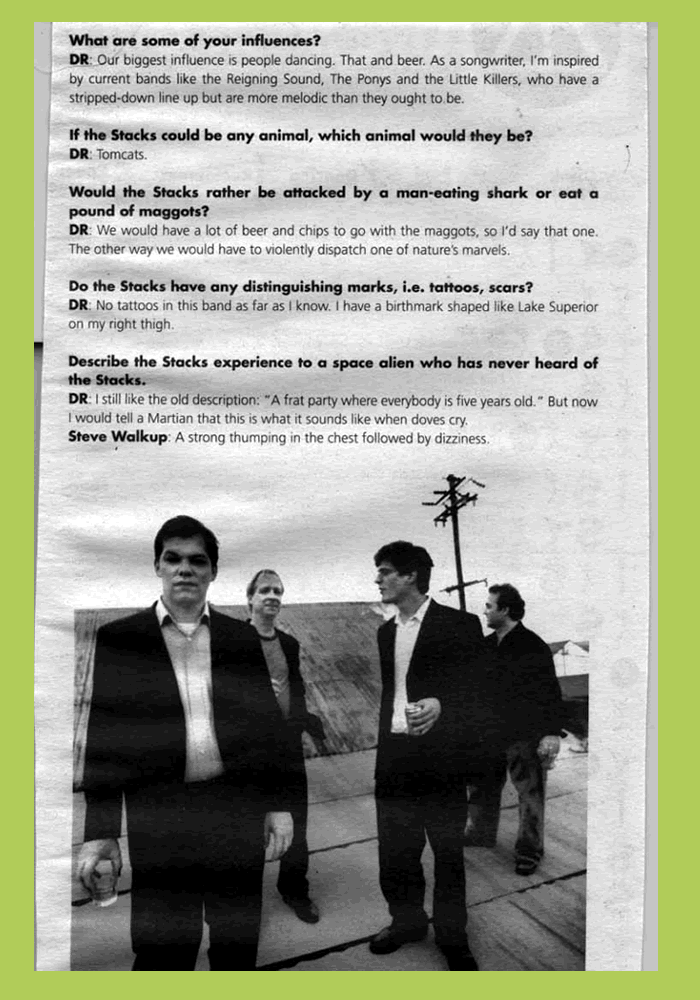 What are some of your influences?
DR: Our biggest influence is people dancing. That and beer. As a songwriter, I'm inspired
by current bands like the Reigning Sound, The Ponys and the Little Killers, who have a
stripped-down line up but are more melodic than they ought to be.
If the Stacks could be any animal, which animal would they be?
DR: Tomcats.
Would the Stacks rather be attacked by a man-eating shark or eat a
pound of maggots?
DR: We would have a lot of beer and chips to go with the maggots, so I'd say that one.
The other way we would have to violently dispatch one of nature's marvels.
Do the Stacks have any distinguishing marks, i.e. tattoos, scars?
DR: No tattoos in this band as far as I know. I have a birthmark shaped like Lake Superior
on my right thigh.
Describe the Stacks experience to a space alien who has never heard of
the Stacks.
DR: I still like the old description: "A frat party where everybody is five years old." But now
I would tell a Martian that this is what it sounds like when doves cry.
Steve Walkup: A strong thumping in the chest followed by dizziness.